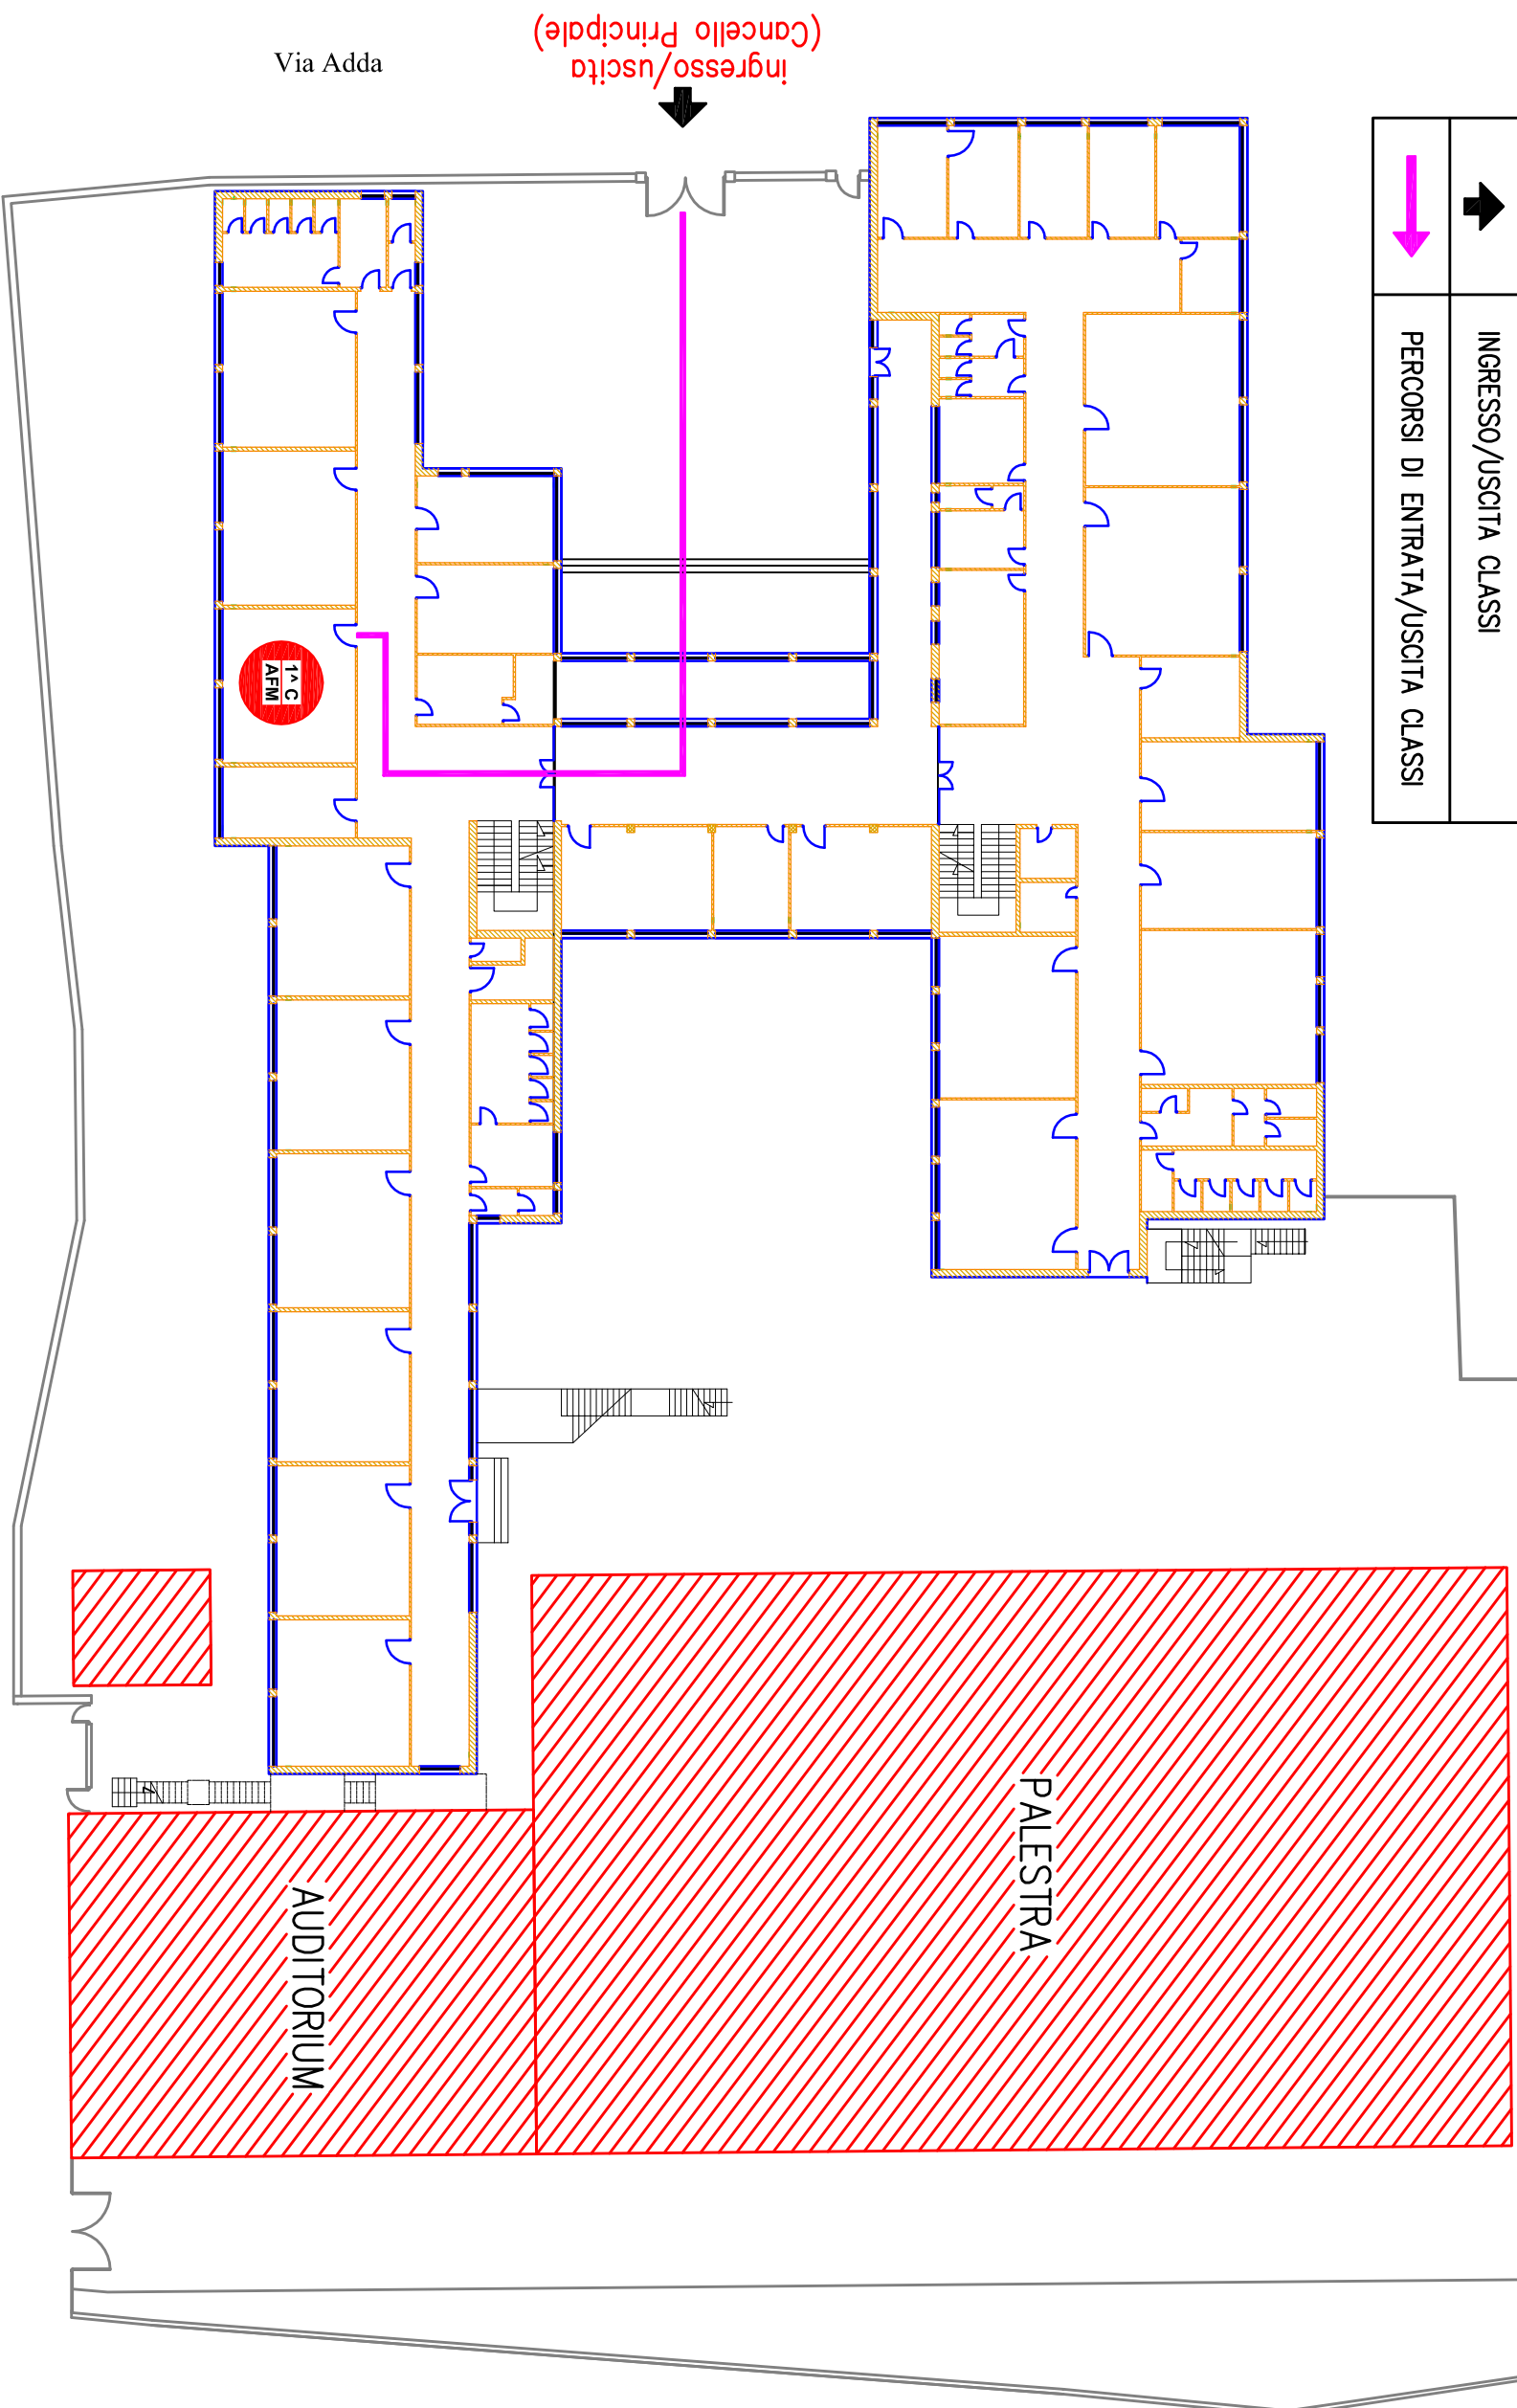 Via Adda
ingresso/uscita
(Cancello Principale)
INGRESSO/USCITA CLASSI
PERCORSI DI ENTRATA/USCITA CLASSI
1^ C
AFM
PALESTRA
AUDITORIUM